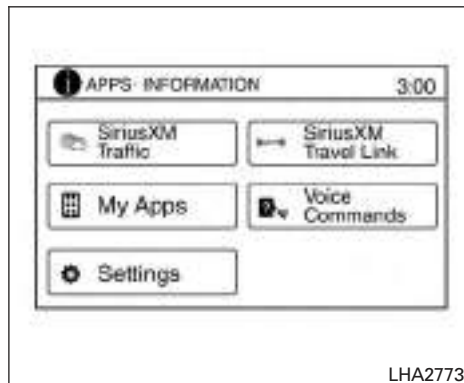 APPS· INFORMATION 3:00
SiriusXM
Traffic
SiriusXM
Travel Link
My Apps
Voice
Commands
Settings
LHA2773